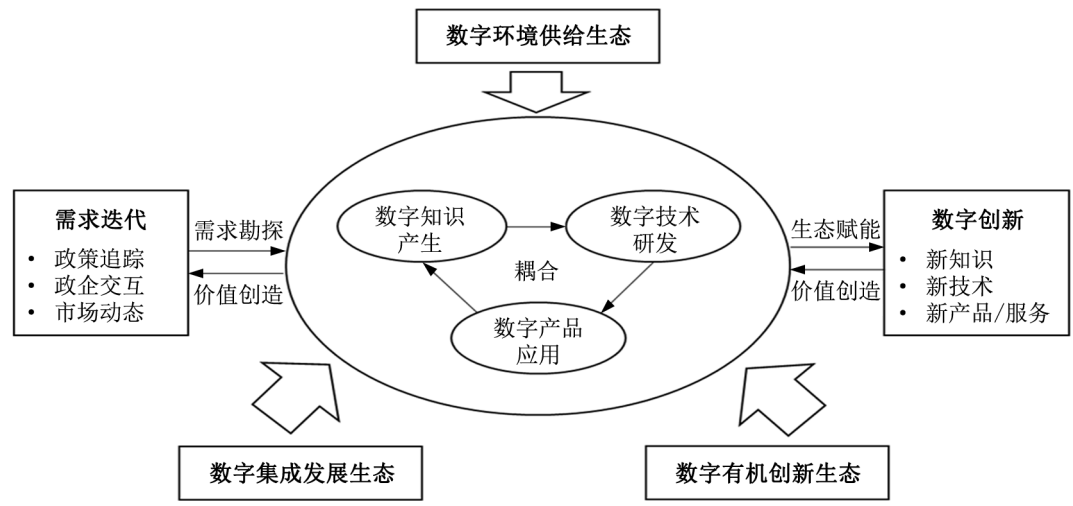 数字环境供给生态
需求迭代
• 政策追踪
• 政企交互
• 市场动态
需求勘探
价值创造
数字知识
产生
数字技术
研发
耦合
数字产品
应用
生态赋能
价值创造
数字创新
• 新知识
• 新技术
• 新产品/服务
数字集成发展生态
数字有机创新生态